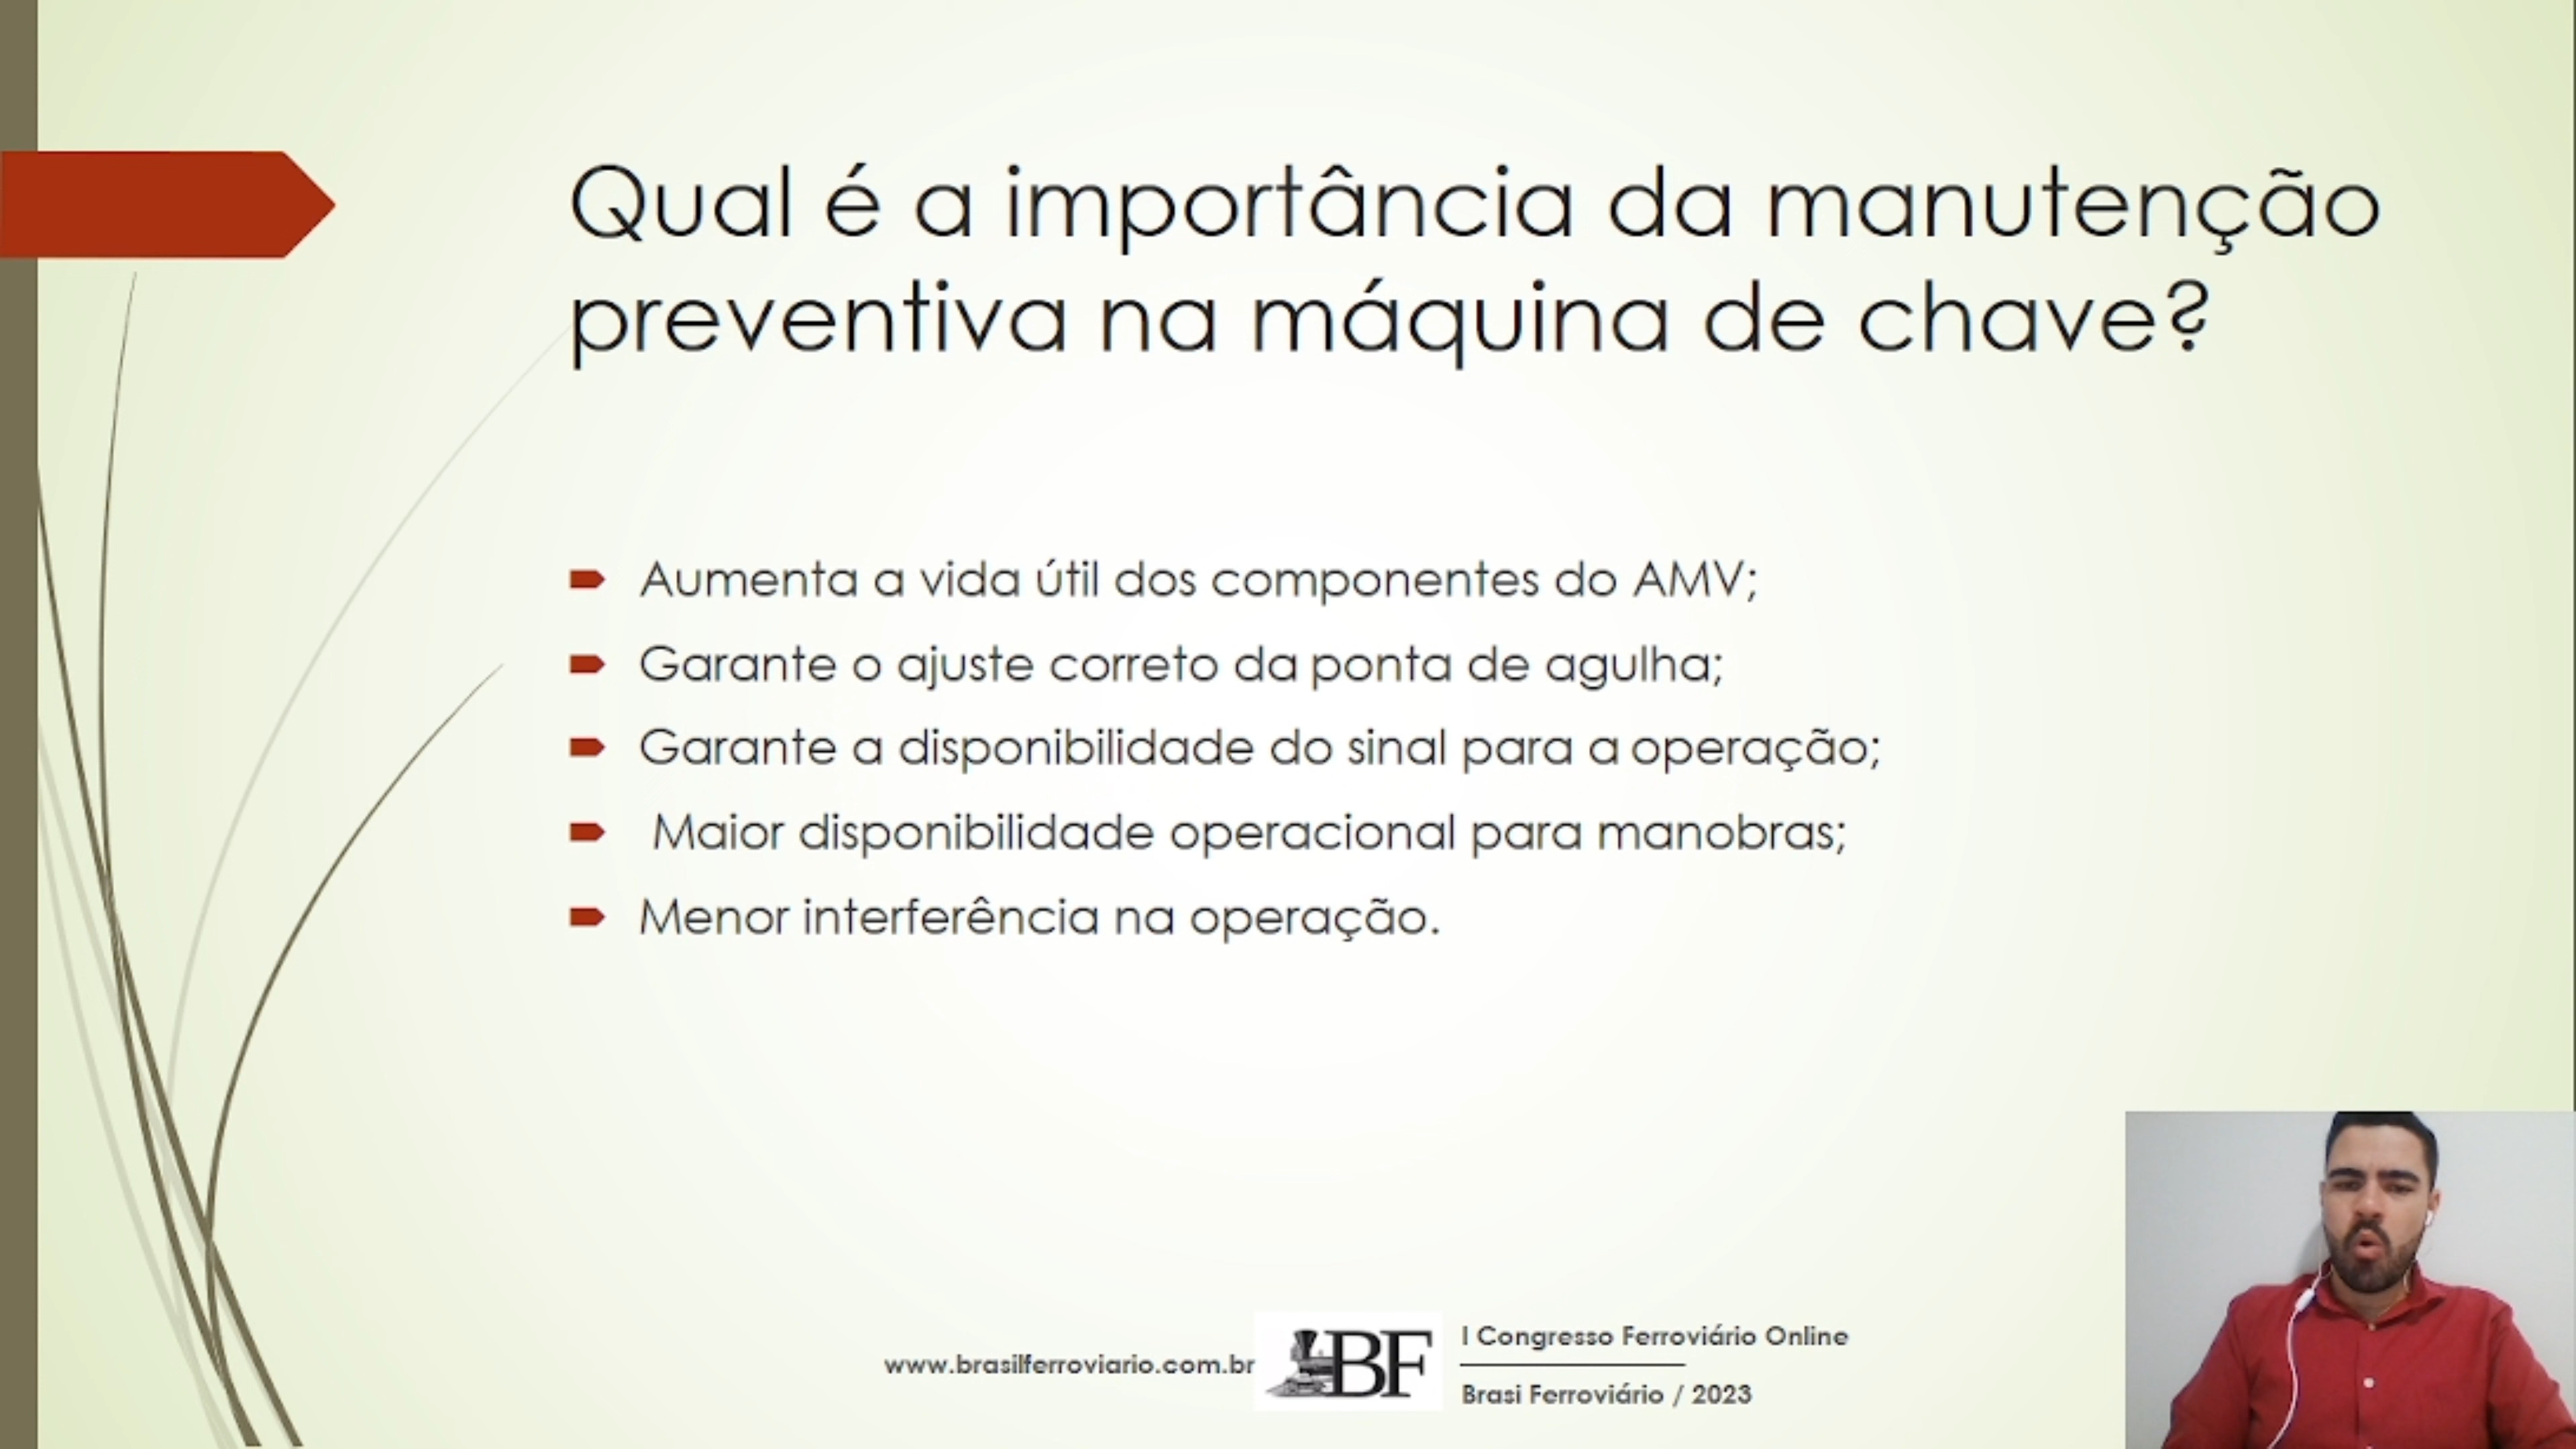 Qual é a importância da manutenção
preventiva na máquina de chave?
Aumenta a vida útil dos componentes do AMV;
Garante o ajuste correto da ponta de agulha;
Garante a disponibilidade do sinal para a operação;
Maior disponibilidade operacional para manobras;
Menor interferência na operação.
www.brasilferroviario.com.br
BF
I Congresso Ferroviário Online
Brasi Ferroviário / 2023